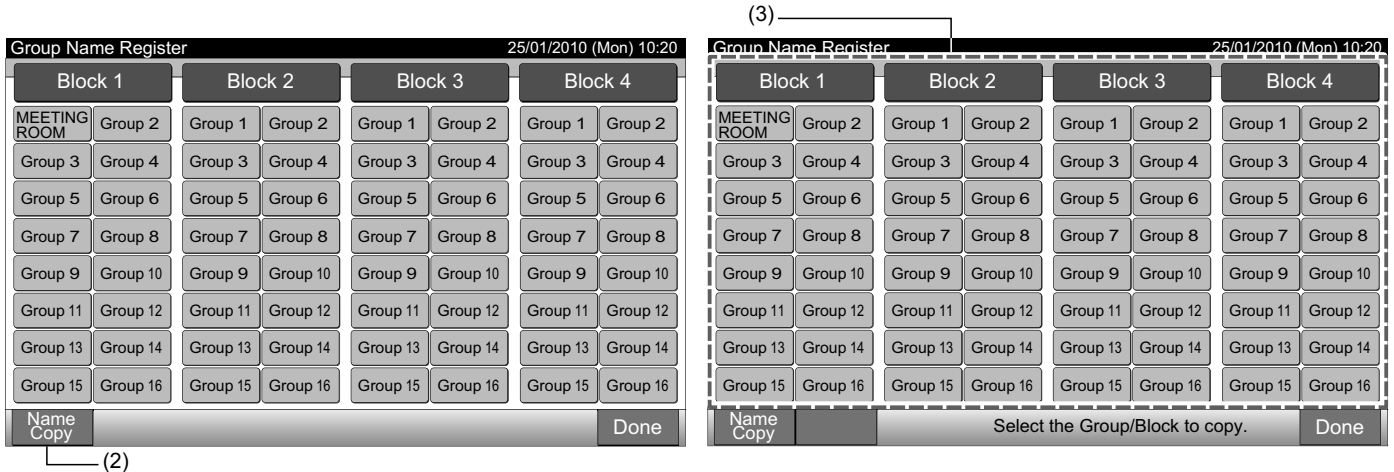 (3)
Group Name Register 25/01/2010 (Mon) 10:20
Block 1 Block 2 Block 3 Block 4
MEETING ROOM Group 2 Group 1 Group 2 Group 1 Group 2 Group 1 Group 2
Group 3 Group 4 Group 3 Group 4 Group 3 Group 4 Group 3 Group 4
Group 5 Group 6 Group 5 Group 6 Group 5 Group 6 Group 5 Group 6
Group 7 Group 8 Group 7 Group 8 Group 7 Group 8 Group 7 Group 8
Group 9 Group 10 Group 9 Group 10 Group 9 Group 10 Group 9 Group 10
Group 11 Group 12 Group 11 Group 12 Group 11 Group 12 Group 11 Group 12
Group 13 Group 14 Group 13 Group 14 Group 13 Group 14 Group 13 Group 14
Group 15 Group 16 Group 15 Group 16 Group 15 Group 16 Group 15 Group 16
Name Copy Done
(2)
Group Name Register 25/01/2010 (Mon) 10:20
Block 1 Block 2 Block 3 Block 4
MEETING ROOM Group 2 Group 1 Group 2 Group 1 Group 2 Group 1 Group 2
Group 3 Group 4 Group 3 Group 4 Group 3 Group 4 Group 3 Group 4
Group 5 Group 6 Group 5 Group 6 Group 5 Group 6 Group 5 Group 6
Group 7 Group 8 Group 7 Group 8 Group 7 Group 8 Group 7 Group 8
Group 9 Group 10 Group 9 Group 10 Group 9 Group 10 Group 9 Group 10
Group 11 Group 12 Group 11 Group 12 Group 11 Group 12 Group 11 Group 12
Group 13 Group 14 Group 13 Group 14 Group 13 Group 14 Group 13 Group 14
Group 15 Group 16 Group 15 Group 16 Group 15 Group 16 Group 15 Group 16
Name Copy Select the Group/Block to copy. Done